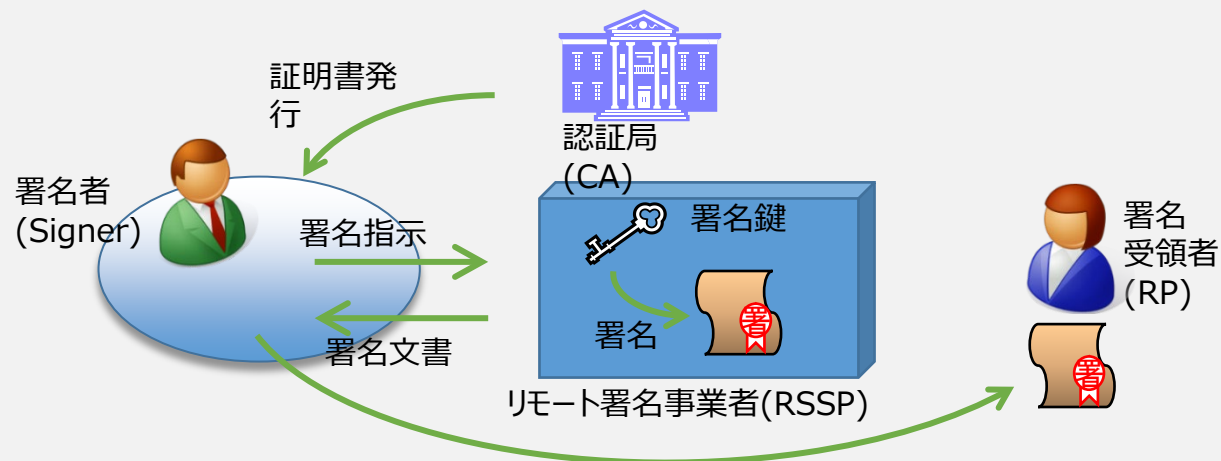 証明書発
行
認証局
(CA)
署名者
(Signer)
署名指示
署名鍵
署名
署
署名文書
リモート署名事業者(RSSP)
署名
受領者
(RP)
署